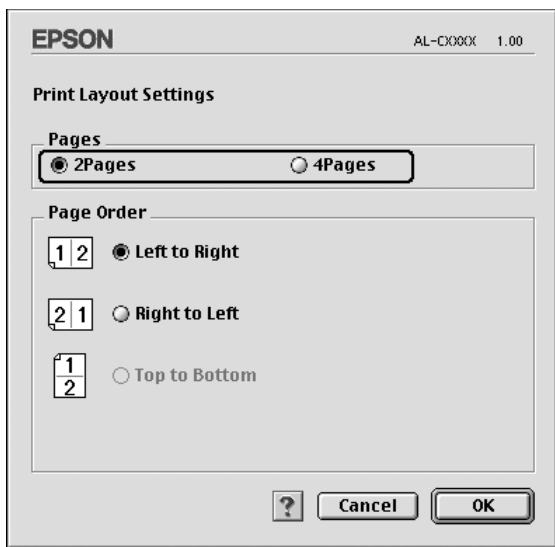 EPSON AL-CXXXX 1.00
Print Layout Settings
Pages
2Pages 4Pages
Page Order
1 2 Left to Right
2 1 Right to Left
1
2 Top to Bottom
? Cancel OK